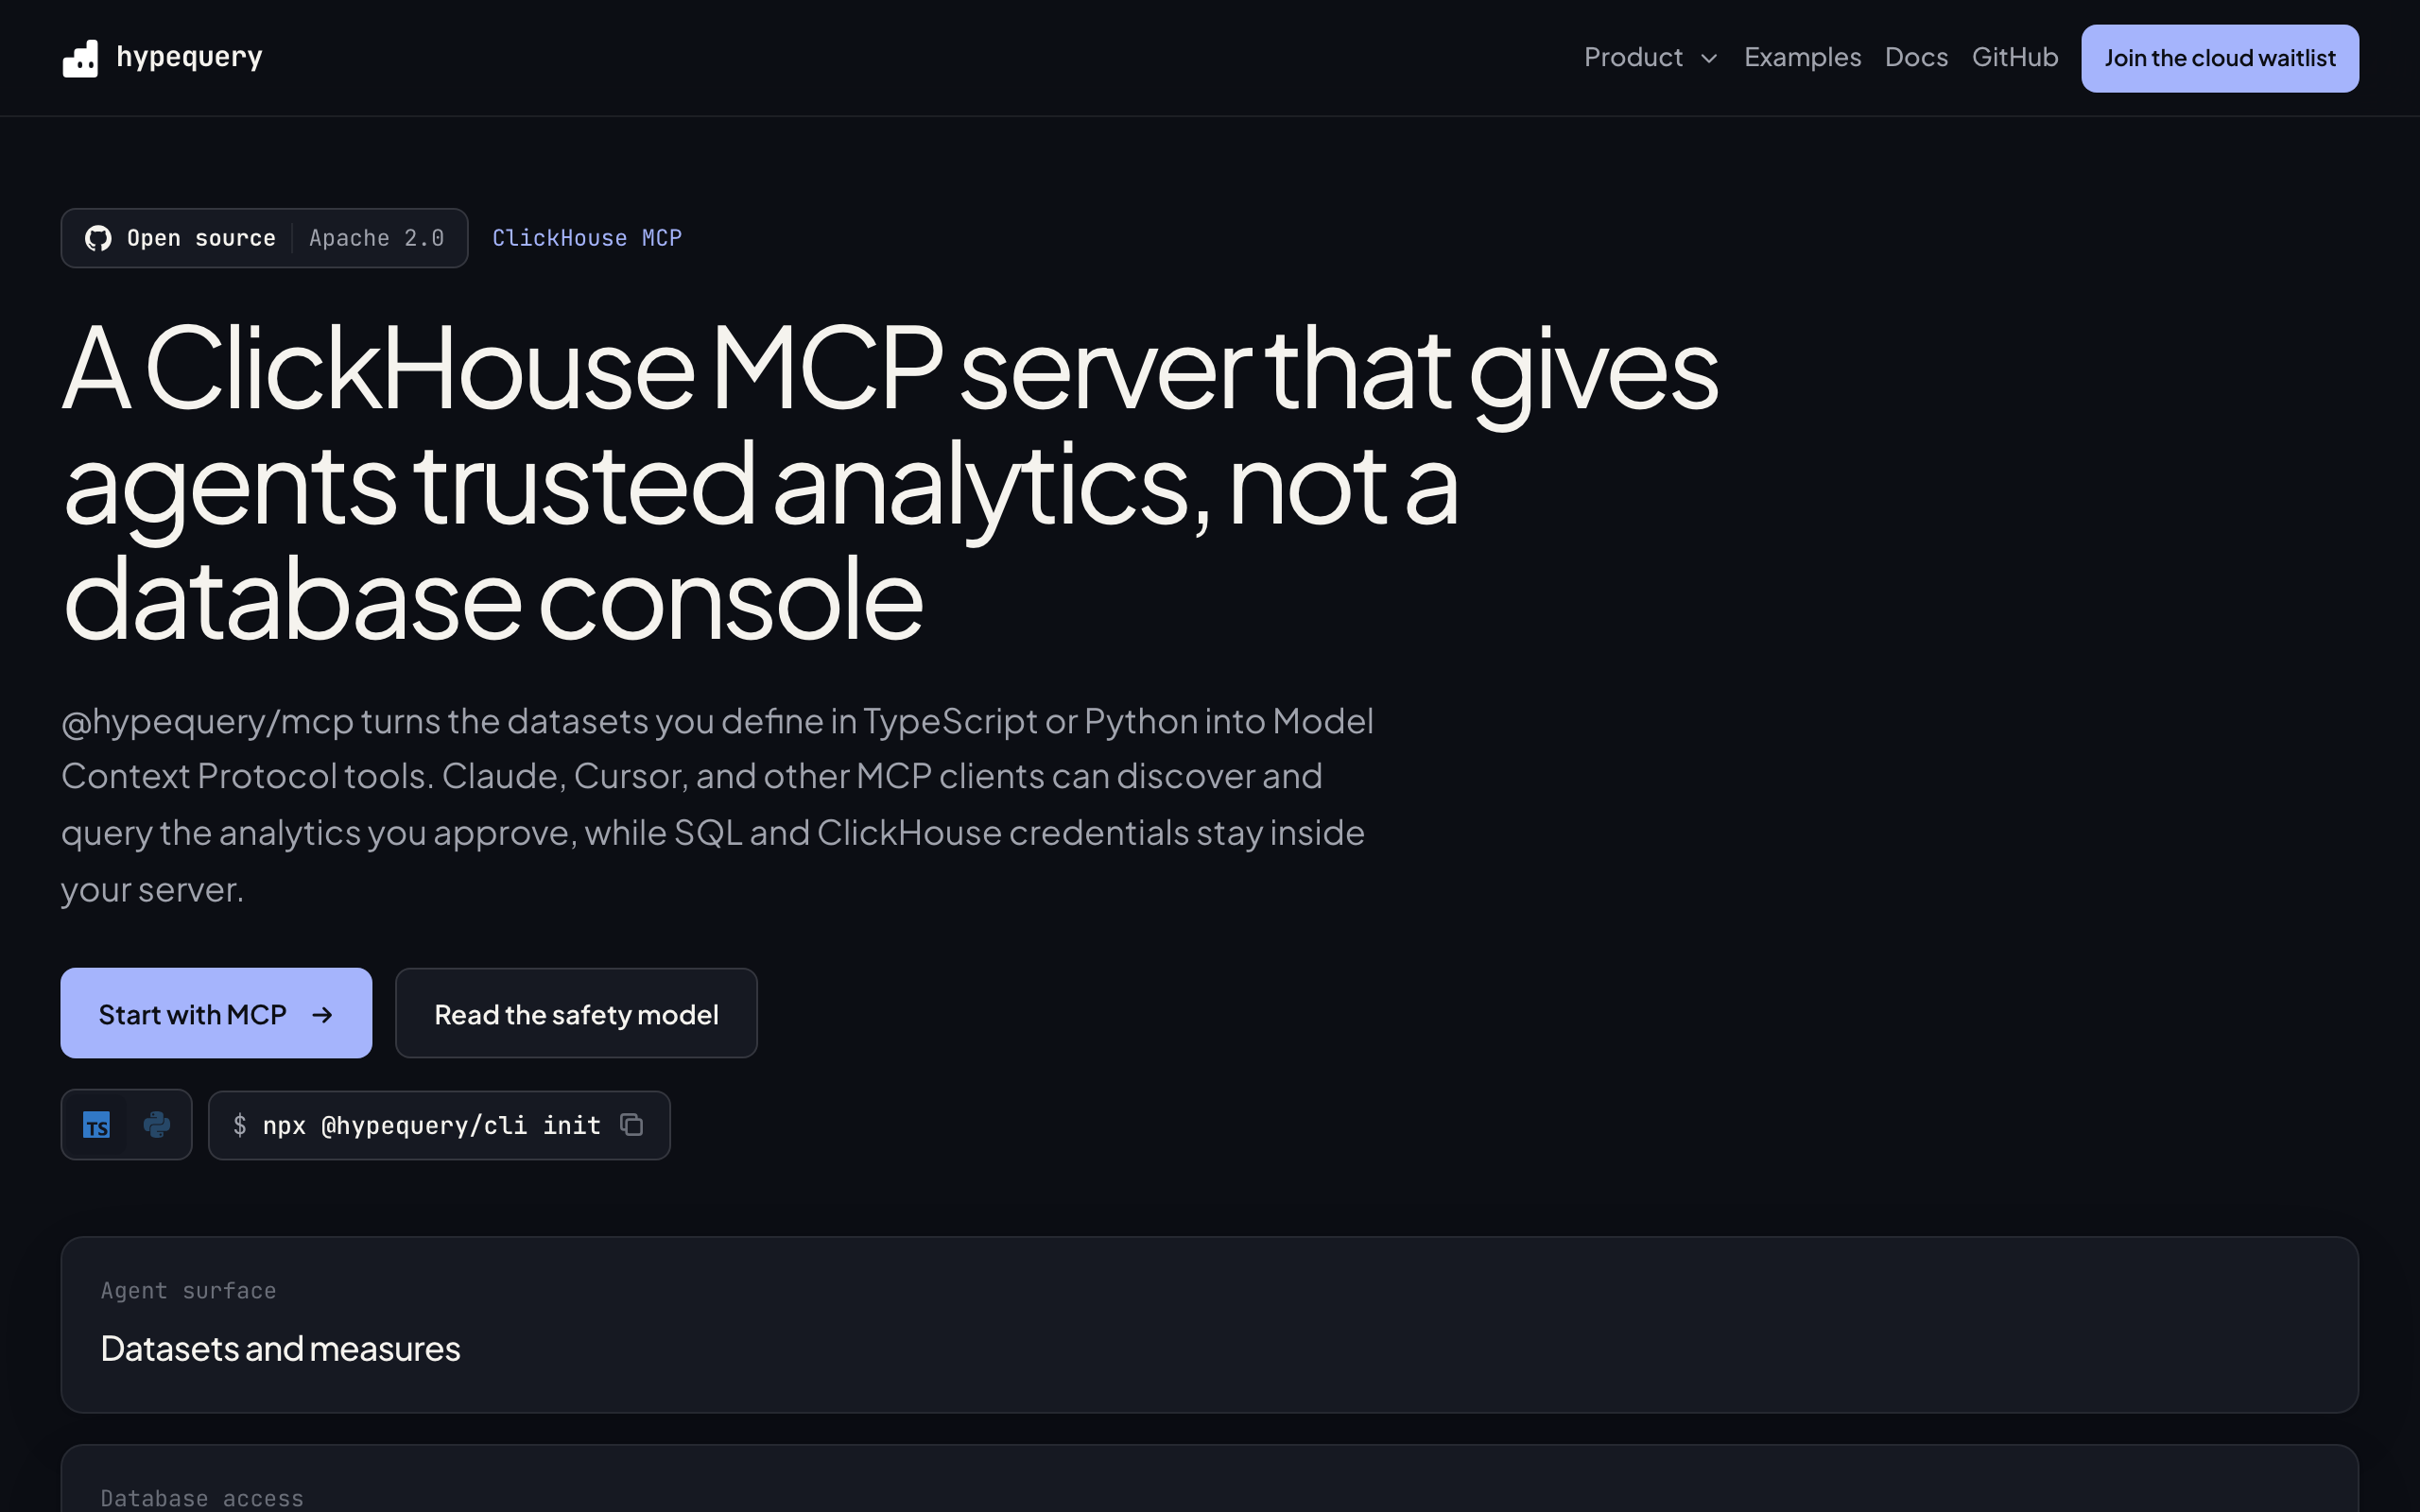 hypequery
Product Examples Docs GitHub Join the cloud waitlist
Open source Apache 2.0 ClickHouse MCP
A ClickHouse MCP server that gives
agents trusted analytics, not a
database console
@hypequery/mcp turns the datasets you define in TypeScript or Python into Model
Context Protocol tools. Claude, Cursor, and other MCP clients can discover and
query the analytics you approve, while SQL and ClickHouse credentials stay inside
your server.
Start with MCP → Read the safety model
TS $ npx @hypequery/cli init
Agent surface
Datasets and measures
Database access